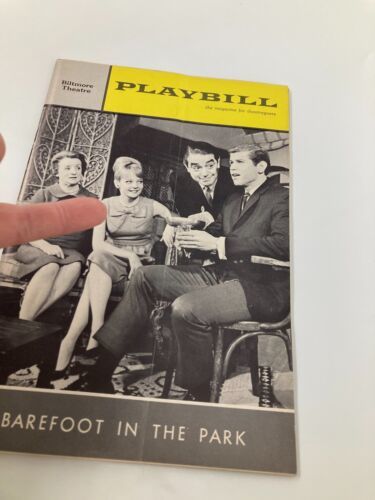 Biltmore
Theatre
PLAYBILL
the magazine for theatregoers
BAREFOOT IN THE PARK